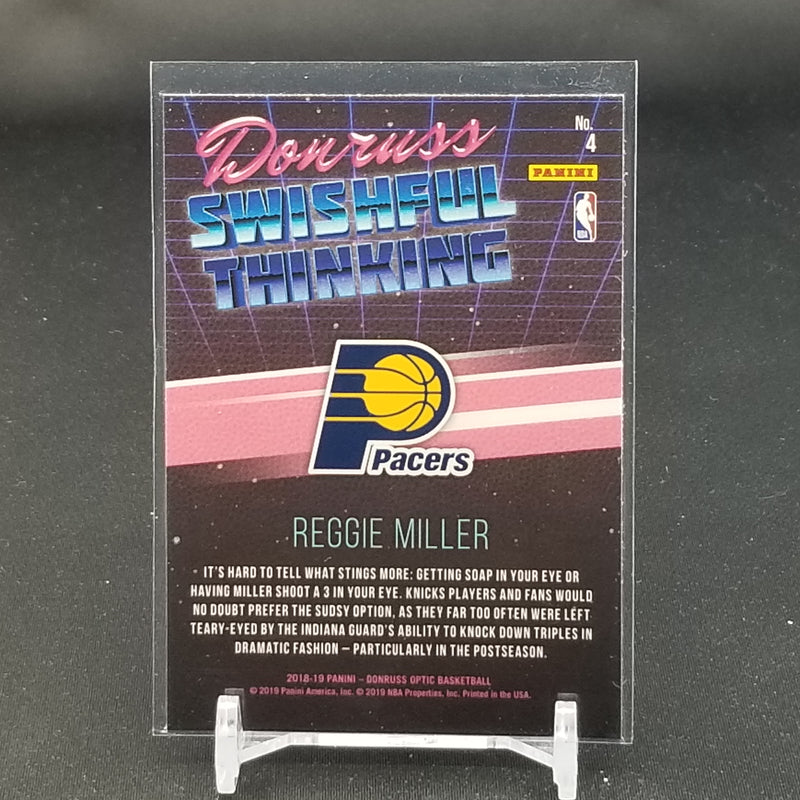 Donruss
SWISHFUL
THINKING
No.
4
PANINI
NBA
Pacers
REGGIE MILLER
IT'S HARD TO TELL WHAT STINGS MORE: GETTING SOAP IN YOUR EYE OR
HAVING MILLER SHOOT A 3 IN YOUR EYE. KNICKS PLAYERS AND FANS WOULD
NO DOUBT PREFER THE SUDSY OPTION, AS THEY FAR TOO OFTEN WERE LEFT
TEARY-EYED BY THE INDIANA GUARD'S ABILITY TO KNOCK DOWN TRIPLES IN
DRAMATIC FASHION – PARTICULARLY IN THE POSTSEASON.
2018-19 PANINI – DONRUSS OPTIC BASKETBALL
© 2019 Panini America, Inc. © 2019 NBA Properties, Inc. Printed in the USA.